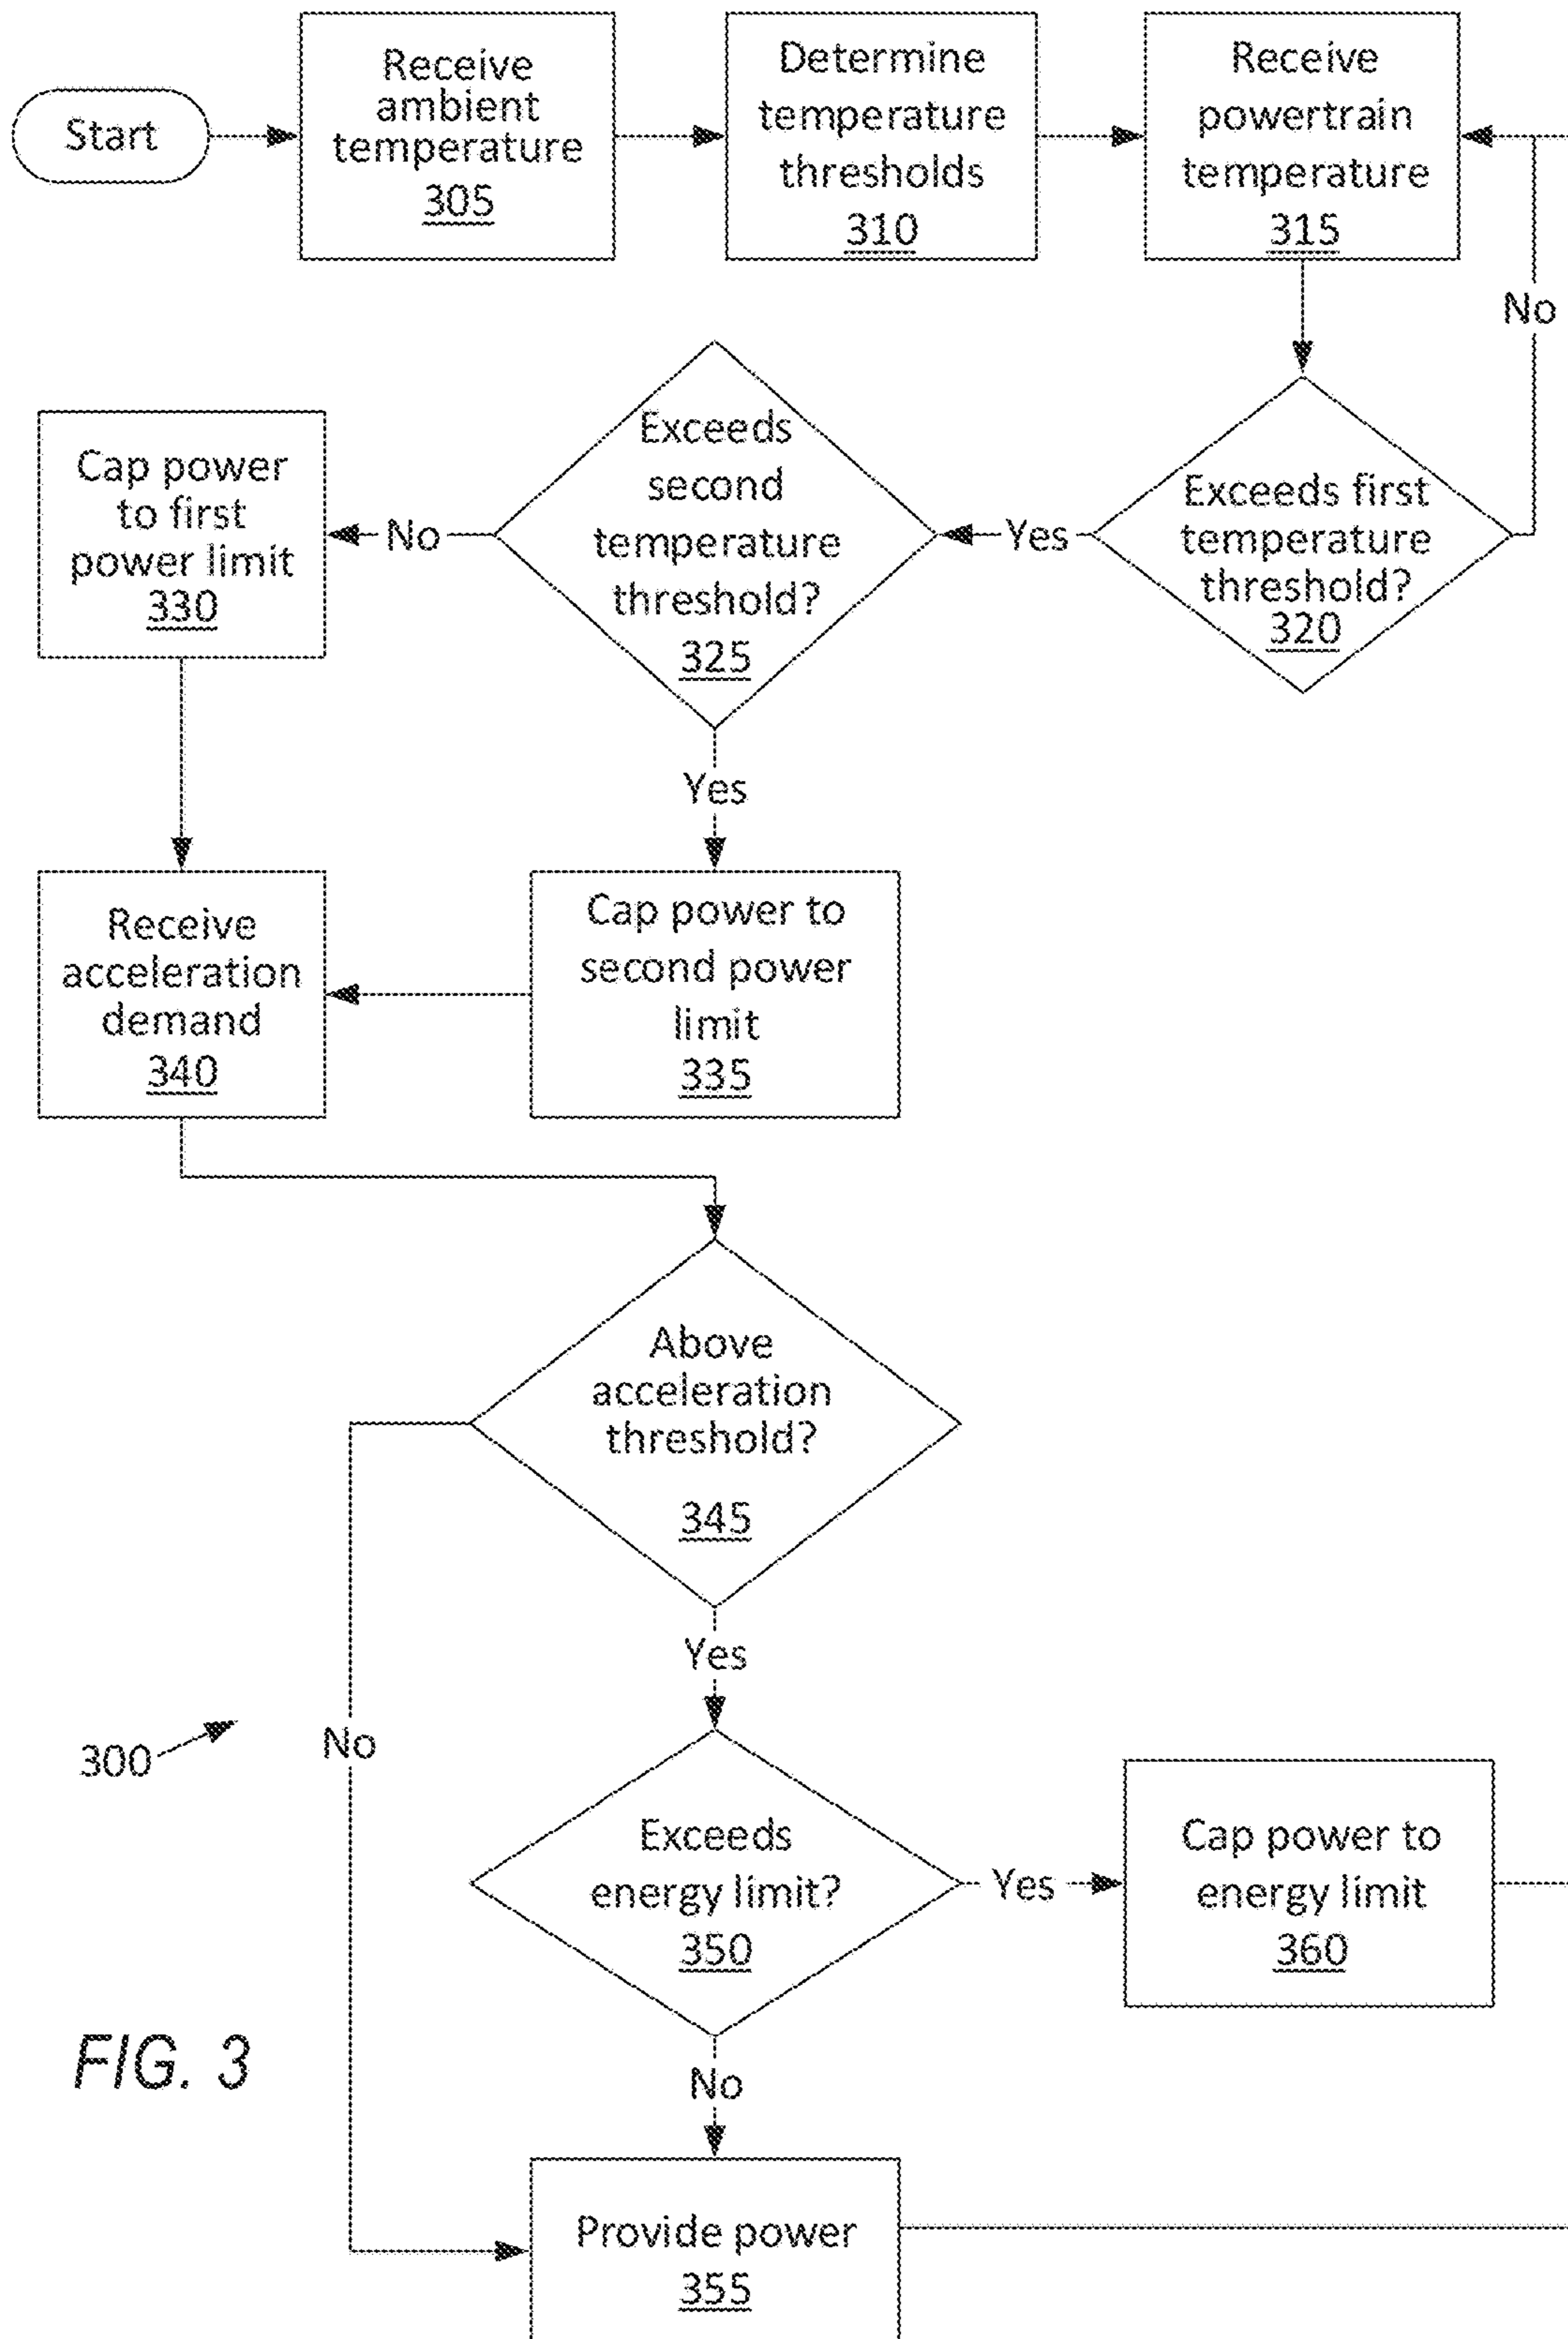 Start
Receive
ambient
temperature
305
Determine
temperature
thresholds
310
Receive
powertrain
temperature
315
No
Exceeds first
temperature
threshold?
320
Yes
Exceeds
second
temperature
threshold?
325
No
Cap power
to first
power limit
330
Yes
Cap power to
second power
limit
335
Receive
acceleration
demand
340
Above
acceleration
threshold?
345
Yes
No
300
Exceeds
energy limit?
350
Yes
Cap power to
energy limit
360
No
FIG. 3
Provide power
355